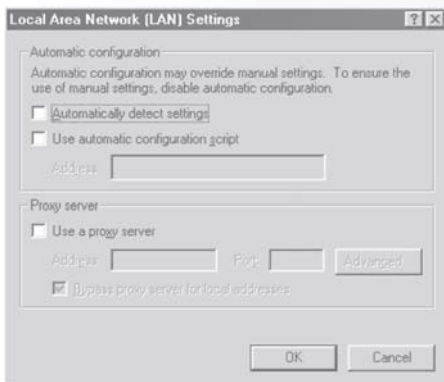 Local Area Network (LAN) Settings
Automatic configuration
Automatic configuration may override manual settings. To ensure the
use of manual settings, disable automatic configuration.
Automatically detect settings
Use automatic configuration script
Address
Proxy server
Use a proxy server
Address: Port: Advanced...
Bypass proxy server for local addresses
OK Cancel